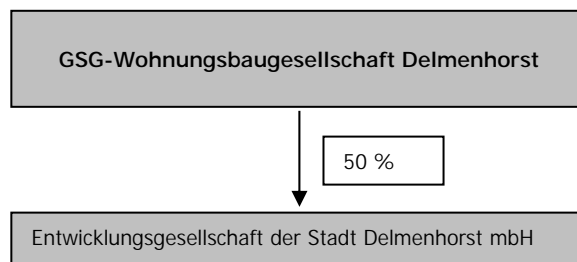 GSG-Wohnungsbaugesellschaft Delmenhorst
50 %
Entwicklungsgesellschaft der Stadt Delmenhorst mbH